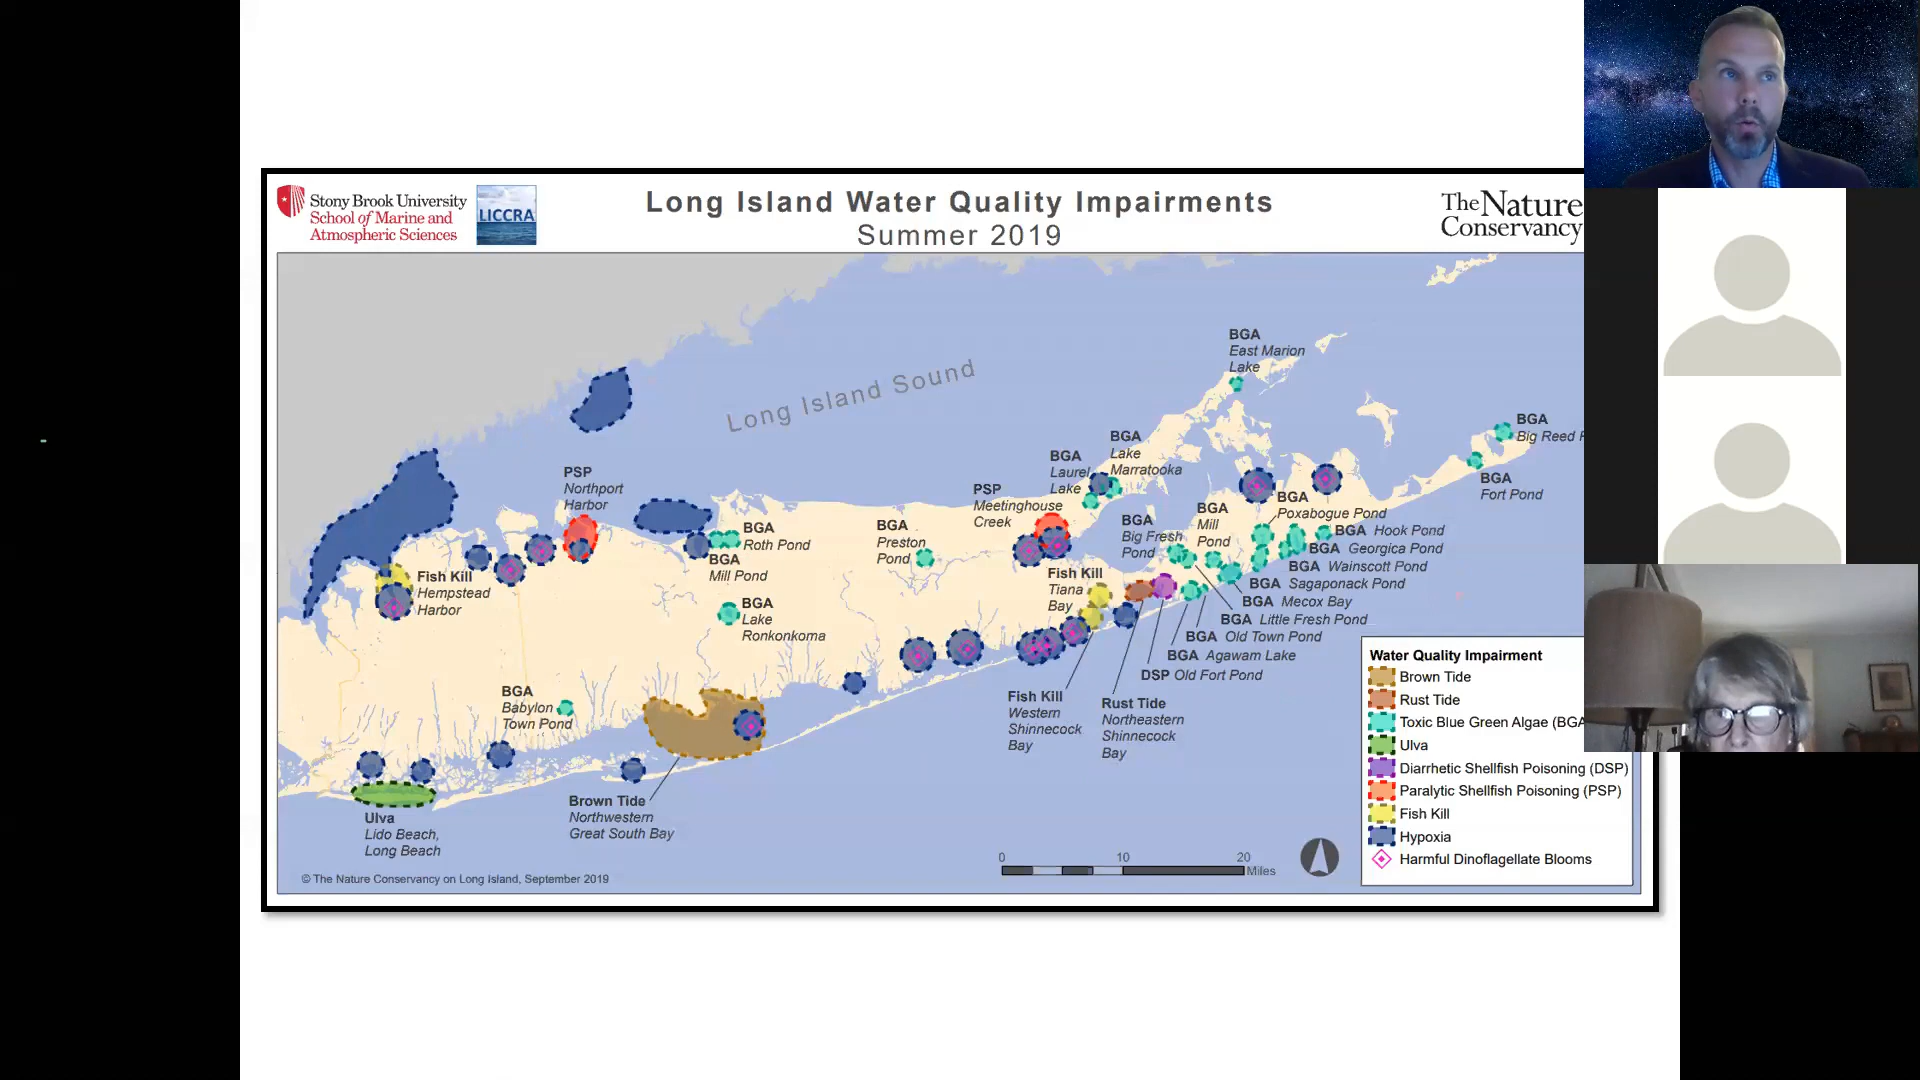 Stony Brook University
School of Marine and
Atmospheric Sciences
LICCRA
Long Island Water Quality Impairments
Summer 2019
The Nature
Conservancy
Long Island Sound
BGA
East Marion
Lake
BGA
Big Reed
BGA
Fort Pond
BGA
Lake
Marratooka
BGA
Laurel
Lake
PSP
Meetinghouse
Creek
PSP
Northport
Harbor
BGA
Poxabogue Pond
BGA
Mill
Pond
BGA
Big Fresh
Pond
BGA
Preston
Pond
BGA
Roth Pond
BGA
Mill Pond
BGA Hook Pond
BGA Georgica Pond
BGA Wainscott Pond
BGA Sagaponack Pond
BGA Mecox Bay
BGA Little Fresh Pond
BGA Old Town Pond
BGA Agawam Lake
DSP Old Fort Pond
Fish Kill
Hempstead
Harbor
Fish Kill
Tiana
Bay
BGA
Lake
Ronkonkoma
BGA
Babylon
Town Pond
Fish Kill
Western
Shinnecock
Bay
Rust Tide
Northeastern
Shinnecock
Bay
Brown Tide
Northwestern
Great South Bay
Ulva
Lido Beach,
Long Beach
Water Quality Impairment
Brown Tide
Rust Tide
Toxic Blue Green Algae (BGA
Ulva
Diarrhetic Shellfish Poisoning (DSP)
Paralytic Shellfish Poisoning (PSP)
Fish Kill
Hypoxia
Harmful Dinoflagellate Blooms
0 10 20
Miles
© The Nature Conservancy on Long Island, September 2019